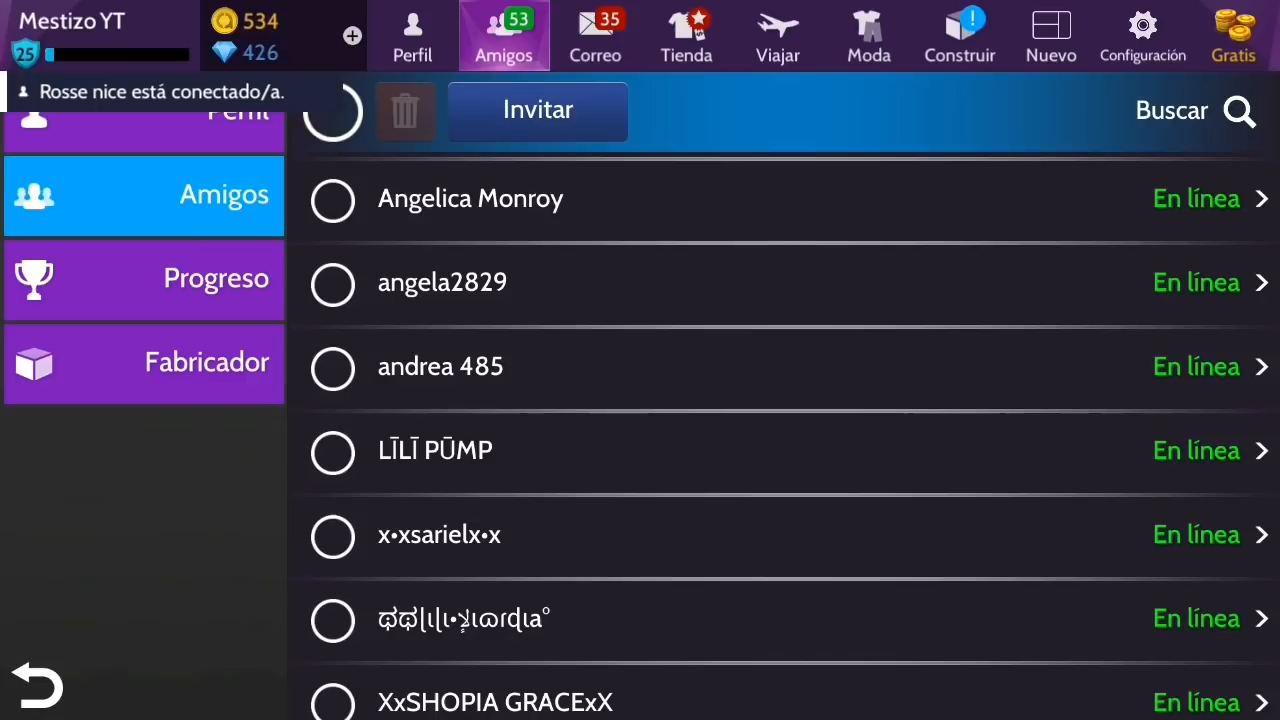 Mestizo YT
25
534
426
Perfil
53
Amigos
35
Correo
Tienda
Viajar
Moda
Construir
Nuevo
Configuración
Gratis
Rosse nice está conectado/a.
Perfil
Invitar
Buscar
Amigos
Progreso
Fabricador
Angelica Monroy En línea
angela2829 En línea
andrea 485 En línea
LĪLĪ PŪMP En línea
x•xsarielx•x En línea
En línea
XxSHOPIA GRACExX En línea